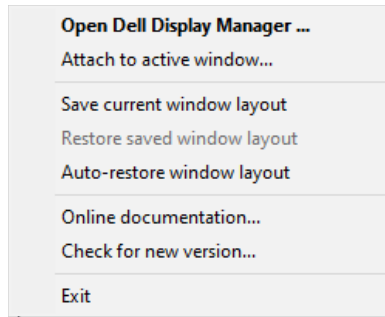 Open Dell Display Manager ...
Attach to active window...
Save current window layout
Restore saved window layout
Auto-restore window layout
Online documentation...
Check for new version...
Exit